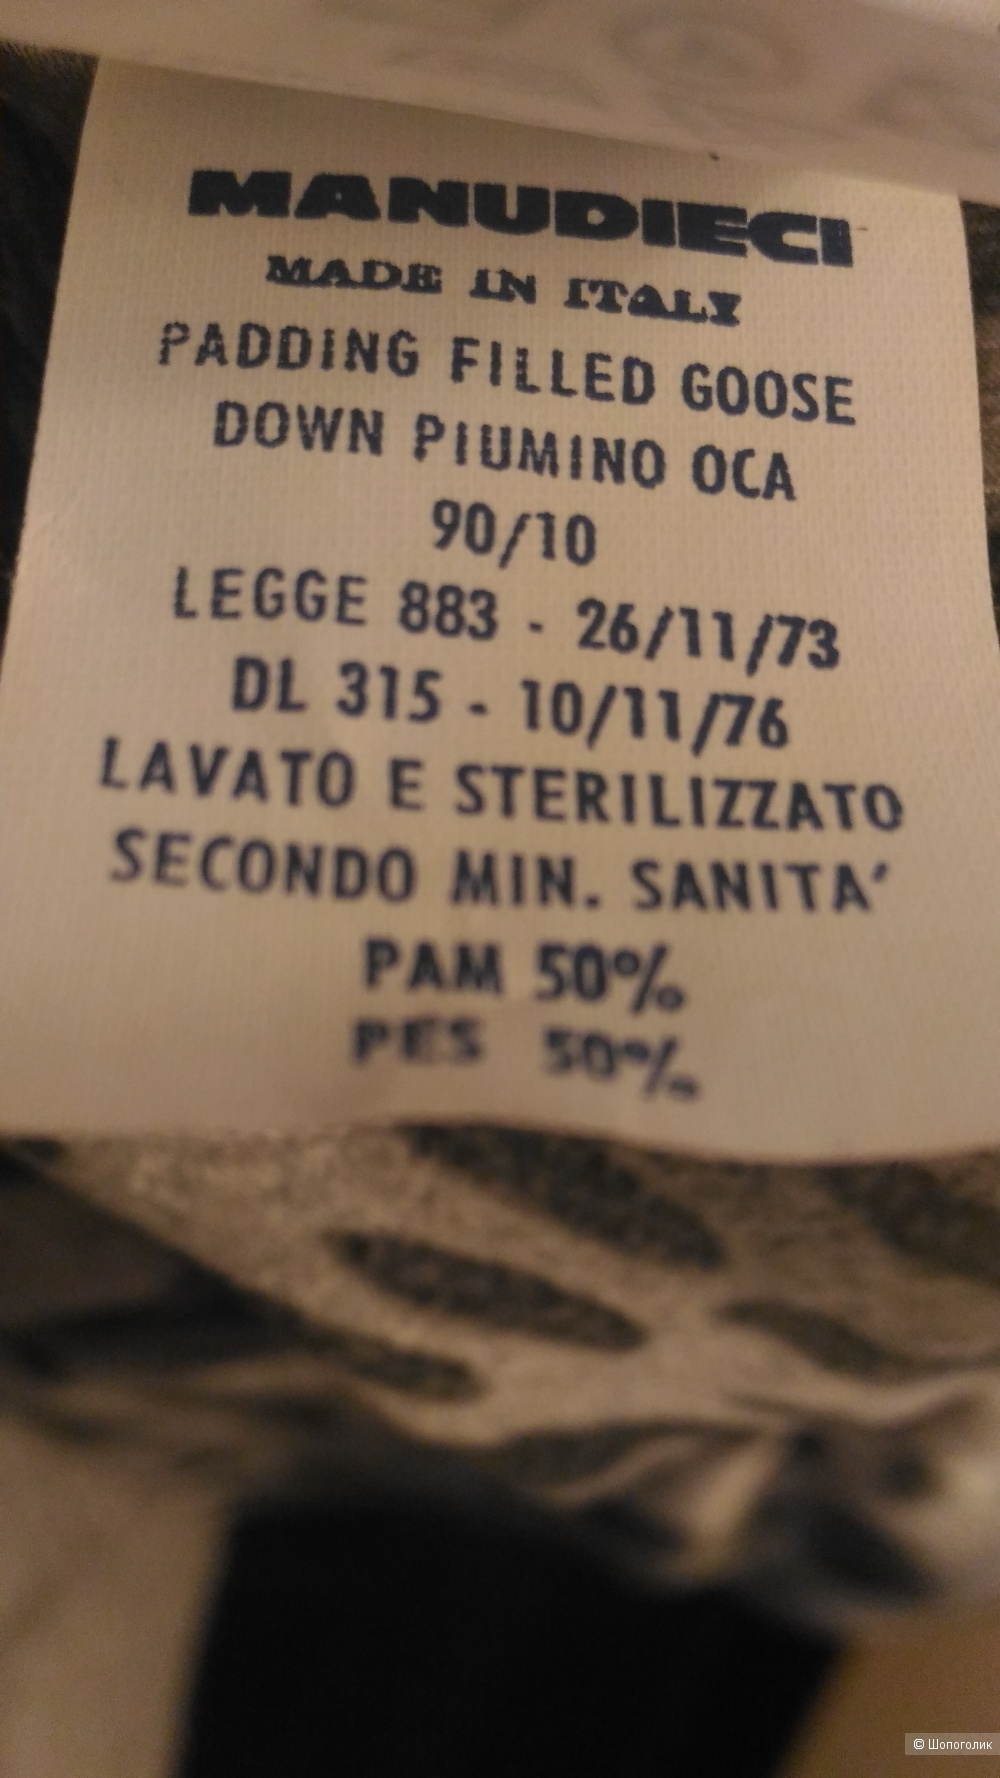 MANUDIECI
MADE IN ITALY
PADDING FILLED GOOSE
DOWN PIUMINO OCA
90/10
LEGGE 883 - 26/11/73
DL 315 - 10/11/76
LAVATO E STERILIZZATO
SECONDO MIN. SANITA'
PAM 50%
PES 50%
© Шопоголик